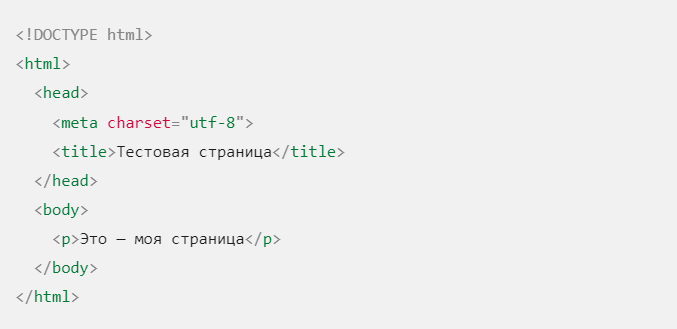 <!DOCTYPE html>
<html>
  <head>
    <meta charset="utf-8">
    <title>Тестовая страница</title>
  </head>
  <body>
    <p>Это — моя страница</p>
  </body>
</html>